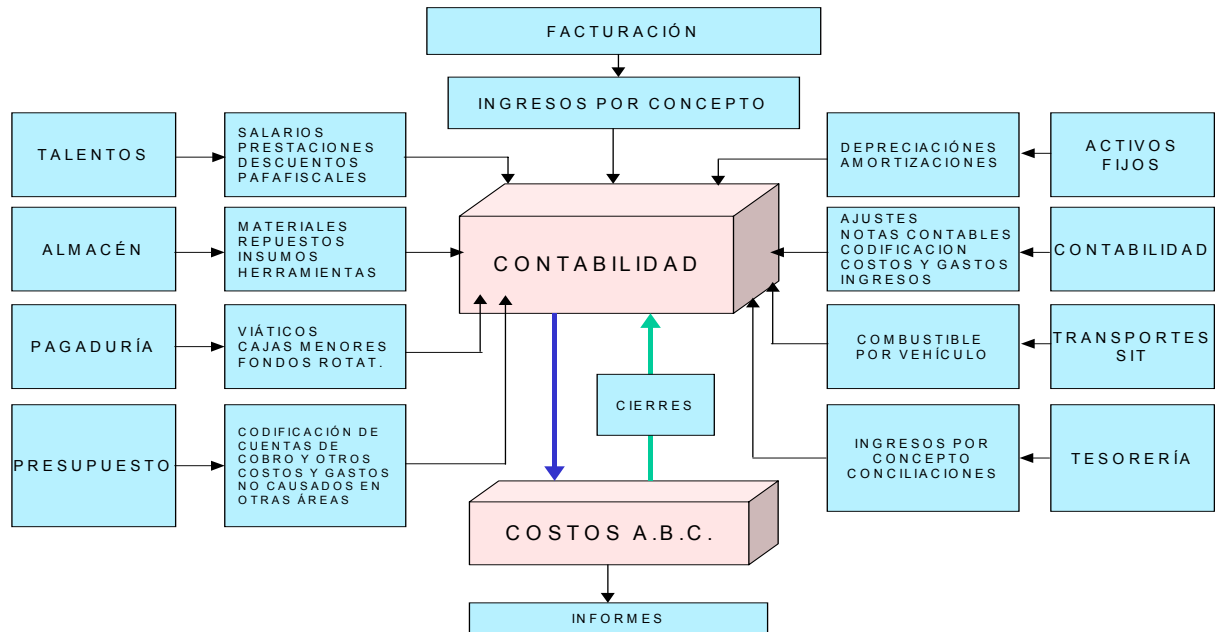 FACTURACIÓN
INGRESOS POR CONCEPTO
TALENTOS
SALARIOS
PRESTACIONES
DESCUENTOS
PAFAFISCALES
DEPRECIACIÓNES
AMORTIZACIONES
ACTIVOS
FIJOS
ALMACÉN
MATERIALES
REPUESTOS
INSUMOS
HERRAMIENTAS
CONTABILIDAD
AJUSTES
NOTAS CONTABLES
CODIFICACION
COSTOS Y GASTOS
INGRESOS
CONTABILIDAD
PAGADURÍA
VIÁTICOS
CAJAS MENORES
FONDOS ROTAT.
COMBUSTIBLE
POR VEHÍCULO
TRANSPORTES
SIT
CIERRES
PRESUPUESTO
CODIFICACIÓN DE
CUENTAS DE
COBRO Y OTROS
COSTOS Y GASTOS
NO CAUSADOS EN
OTRAS ÁREAS
INGRESOS POR
CONCEPTO
CONCILIACIONES
TESORERÍA
COSTOS A.B.C.
INFORMES